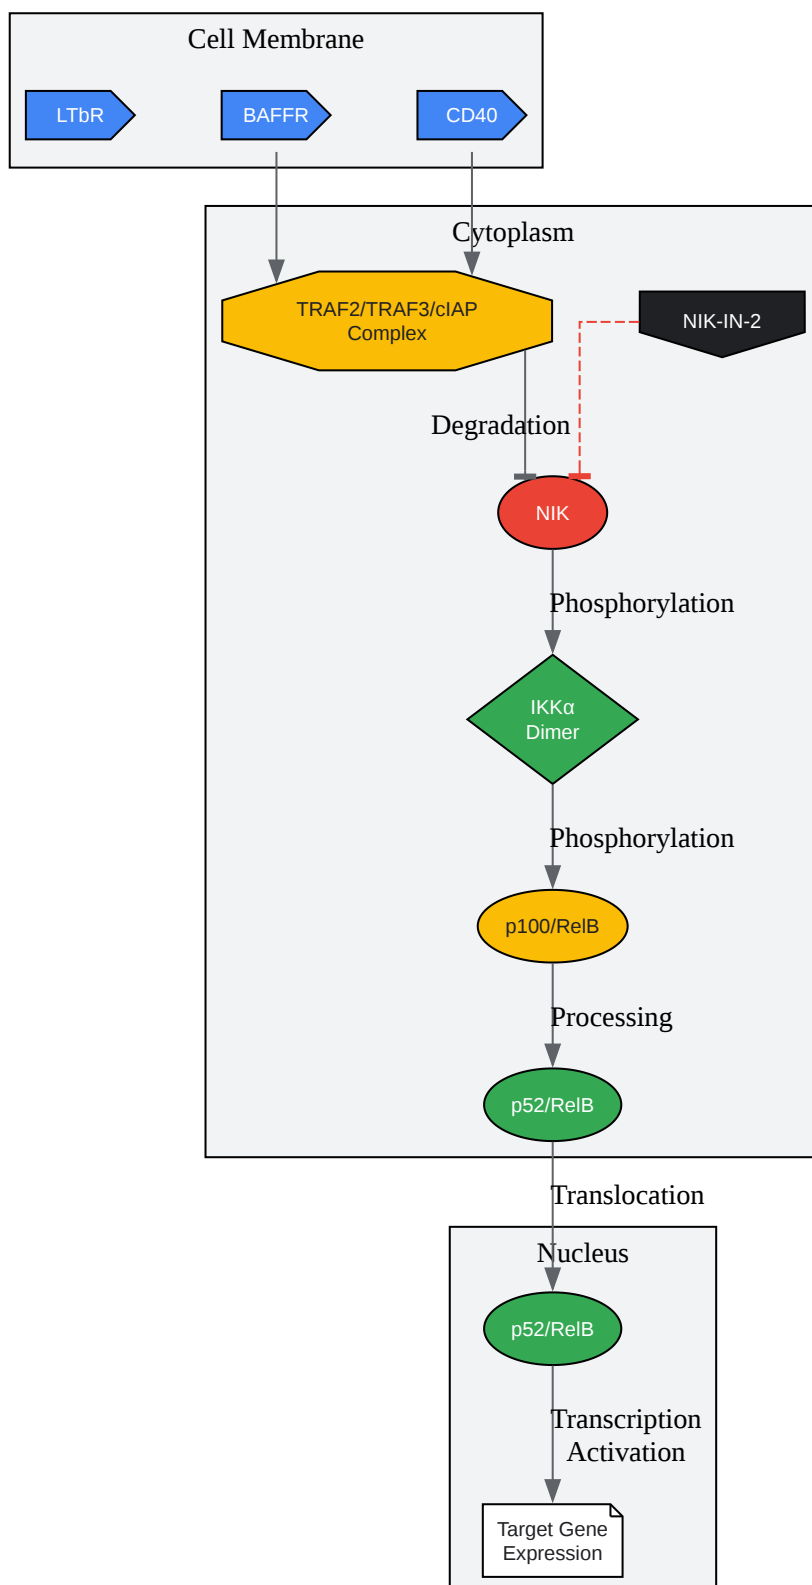 Cell Membrane
LTbR
BAFFR
CD40
Cytoplasm
TRAF2/TRAF3/cIAP
Complex
NIK-IN-2
Degradation
NIK
Phosphorylation
IKKα
Dimer
Phosphorylation
p100/RelB
Processing
p52/RelB
Translocation
Nucleus
p52/RelB
Transcription
Activation
Target Gene
Expression